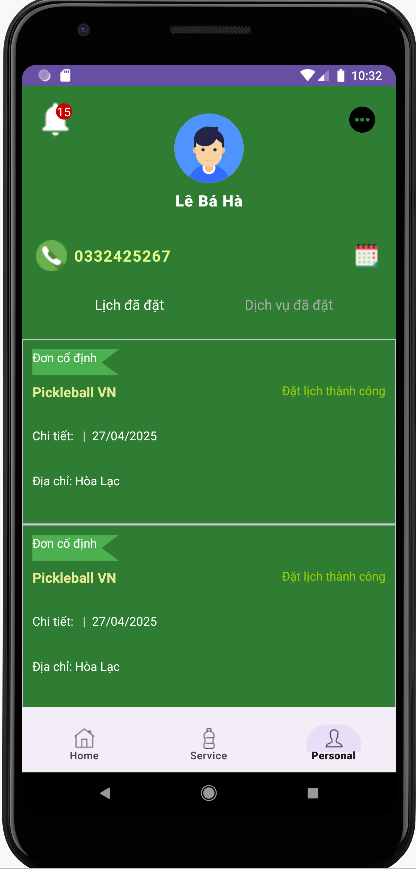 10:32
15
Lê Bá Hà
0332425267
Lịch đã đặt
Dịch vụ đã đặt
Đơn cố định
Pickleball VN
Đặt lịch thành công
Chi tiết: | 27/04/2025
Địa chỉ: Hòa Lạc
Đơn cố định
Pickleball VN
Đặt lịch thành công
Chi tiết: | 27/04/2025
Địa chỉ: Hòa Lạc
Home
Service
Personal